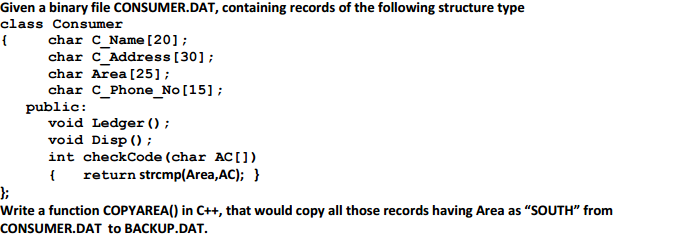 Given a binary file CONSUMER.DAT, containing records of the following structure type
class Consumer
{ char C_Name[20];
char C_Address[30];
char Area[25];
char C_Phone_No[15];
public:
void Ledger();
void Disp();
int checkCode(char AC[])
{ return strcmp(Area,AC); }
};
Write a function COPYAREA() in C++, that would copy all those records having Area as “SOUTH” from
CONSUMER.DAT to BACKUP.DAT.